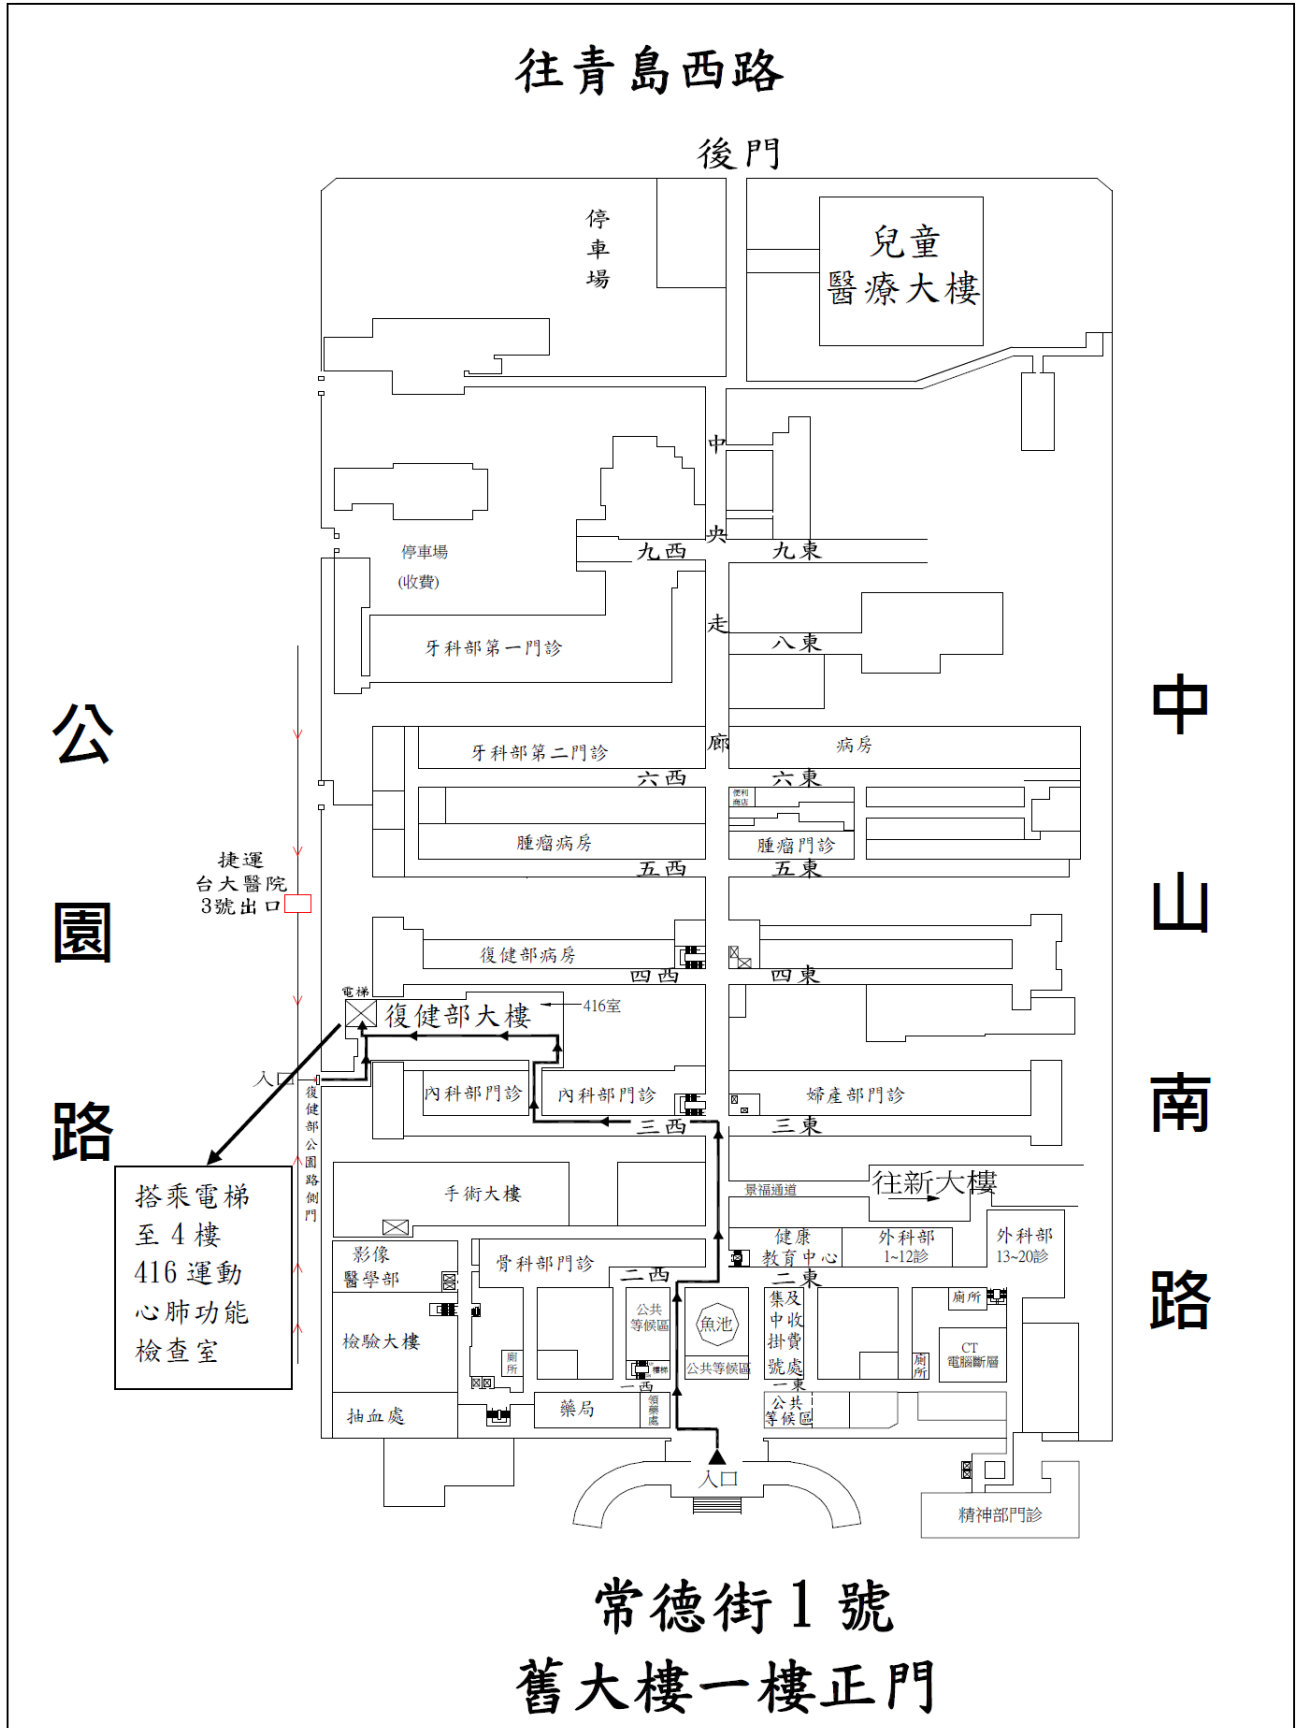 往青島西路
後門
停車場
兒童
醫療大樓
中央走廊
九西
九東
停車場
(收費)
牙科部第一門診
八東
公園路
中山南路
牙科部第二門診
病房
六西
六東
便利
商店
腫瘤病房
腫瘤門診
五西
五東
捷運
台大醫院
3號出口
復健部病房
四西
四東
電梯
復健部大樓
416室
入口
復健部公園路側門
內科部門診
內科部門診
婦產部門診
三西
三東
搭乘電梯
至 4 樓
416 運動
心肺功能
檢查室
手術大樓
景福通道
往新大樓
影像
醫學部
骨科部門診
健康
教育中心
外科部
1~12診
外科部
13~20診
二西
二東
公共
等候區
魚池
集及
中收
掛費
號處
廁所
檢驗大樓
廁所
樓梯
公共等候區
廁所
CT
電腦斷層
一西
一東
抽血處
藥局
領藥處
公共
等候區
入口
精神部門診
常德街 1 號
舊大樓一樓正門